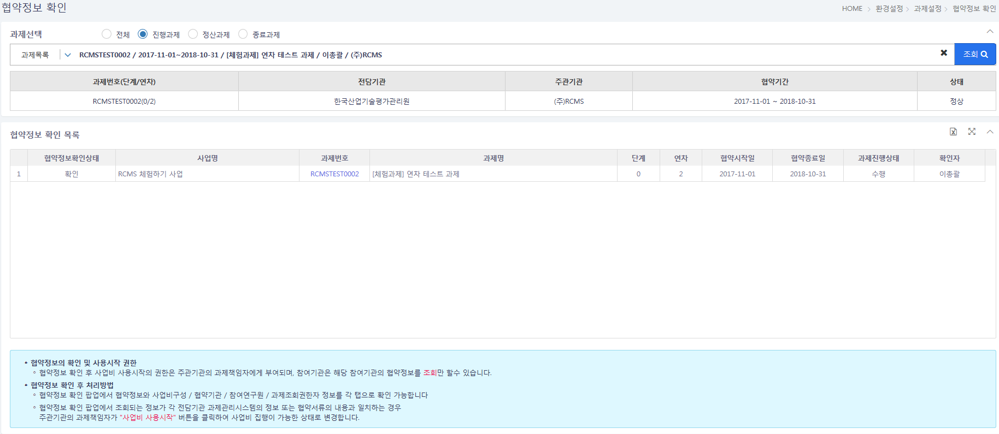 협약정보 확인
HOME > 환경설정 > 과제설정 > 협약정보 확인
과제선택 전체 진행과제 정산과제 종료과제
과제목록 RCMSTEST0002 / 2017-11-01~2018-10-31 / [체험과제] 연차 테스트 과제 / 이총괄 / (주)RCMS 조회
과제번호(단계/연차) 전담기관 주관기관 협약기간 상태
RCMSTEST0002(0/2) 한국산업기술평가관리원 (주)RCMS 2017-11-01 ~ 2018-10-31 정상
협약정보 확인 목록
협약정보확인상태 사업명 과제번호 과제명 단계 연차 협약시작일 협약종료일 과제진행상태 확인자
1 확인 RCMS 체험하기 사업 RCMSTEST0002 [체험과제] 연차 테스트 과제 0 2 2017-11-01 2018-10-31 수행 이총괄
• 협약정보의 확인 및 사용시작 권한
◦ 협약정보 확인 후 사업비 사용시작의 권한은 주관기관의 과제책임자에게 부여되며, 참여기관은 해당 참여기관의 협약정보를 조회만 할수 있습니다.
• 협약정보 확인 후 처리방법
◦ 협약정보 확인 팝업에서 협약정보와 사업비구성 / 협약기관 / 참여연구원 / 과제조회권한자 정보를 각 탭으로 확인 가능합니다
◦ 협약정보 확인 팝업에서 조회되는 정보가 각 전담기관 과제관리시스템의 정보 또는 협약서류의 내용과 일치하는 경우
주관기관의 과제책임자가 "사업비 사용시작" 버튼을 클릭하여 사업비 집행이 가능한 상태로 변경합니다.